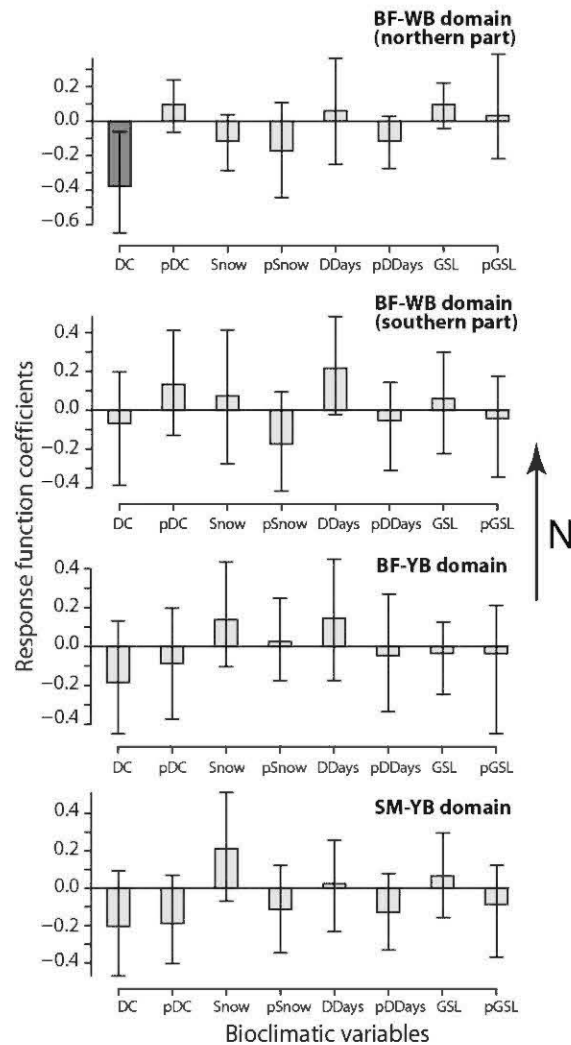 BF-WB domain
(northern part)
0.2
0.0
−0.2
−0.4
−0.6
DC pDC Snow pSnow DDays pDDays GSL pGSL
BF-WB domain
(southern part)
0.4
0.2
0.0
−0.2
−0.4
DC pDC Snow pSnow DDays pDDays GSL pGSL
Response function coefficients
N
BF-YB domain
0.4
0.2
0.0
−0.2
−0.4
DC pDC Snow pSnow DDays pDDays GSL pGSL
SM-YB domain
0.4
0.2
0.0
−0.2
−0.4
DC pDC Snow pSnow DDays pDDays GSL pGSL
Bioclimatic variables